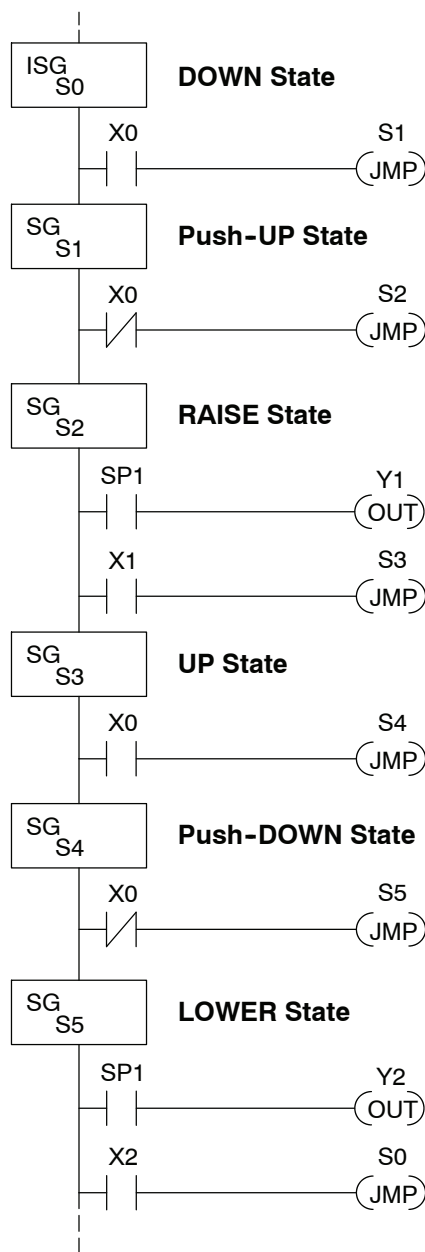 ISG
S0
DOWN State
X0
S1
JMP
SG
S1
Push-UP State
X0
S2
JMP
SG
S2
RAISE State
SP1
Y1
OUT
X1
S3
JMP
SG
S3
UP State
X0
S4
JMP
SG
S4
Push-DOWN State
X0
S5
JMP
SG
S5
LOWER State
SP1
Y2
OUT
X2
S0
JMP